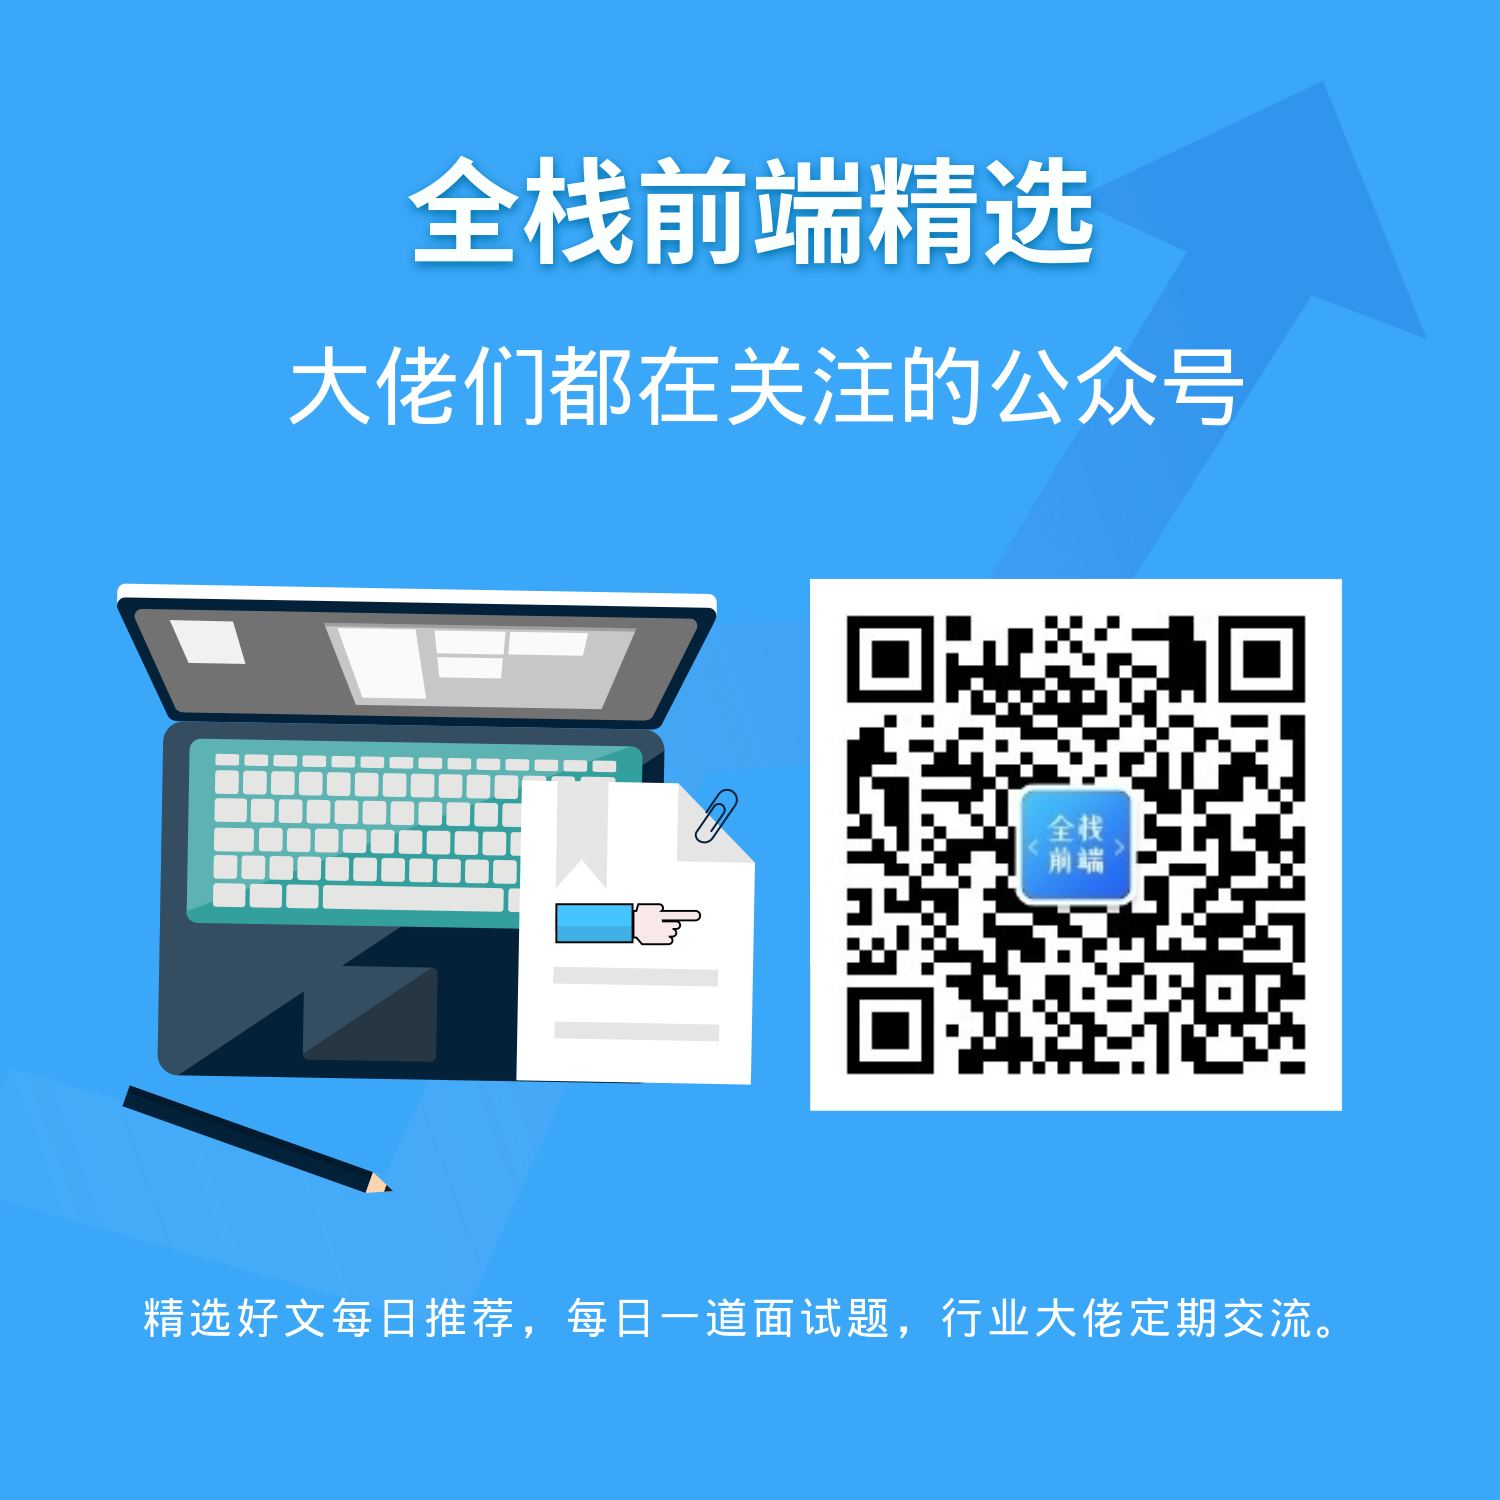 全栈前端精选
大佬们都在关注的公众号
全栈
<前端>
精选好文每日推荐，每日一道面试题，行业大佬定期交流。